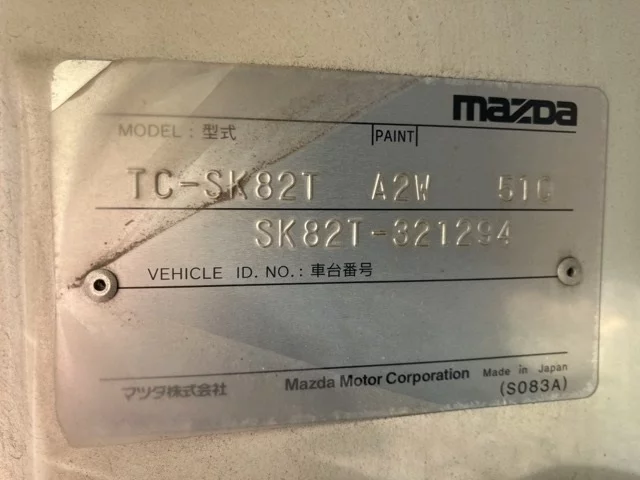 mazda
MODEL : 型式 PAINT
TC-SK82T A2W 51C
SK82T-321294
VEHICLE ID. NO. : 車台番号
マツダ株式会社 Mazda Motor Corporation Made in Japan
(S083A)